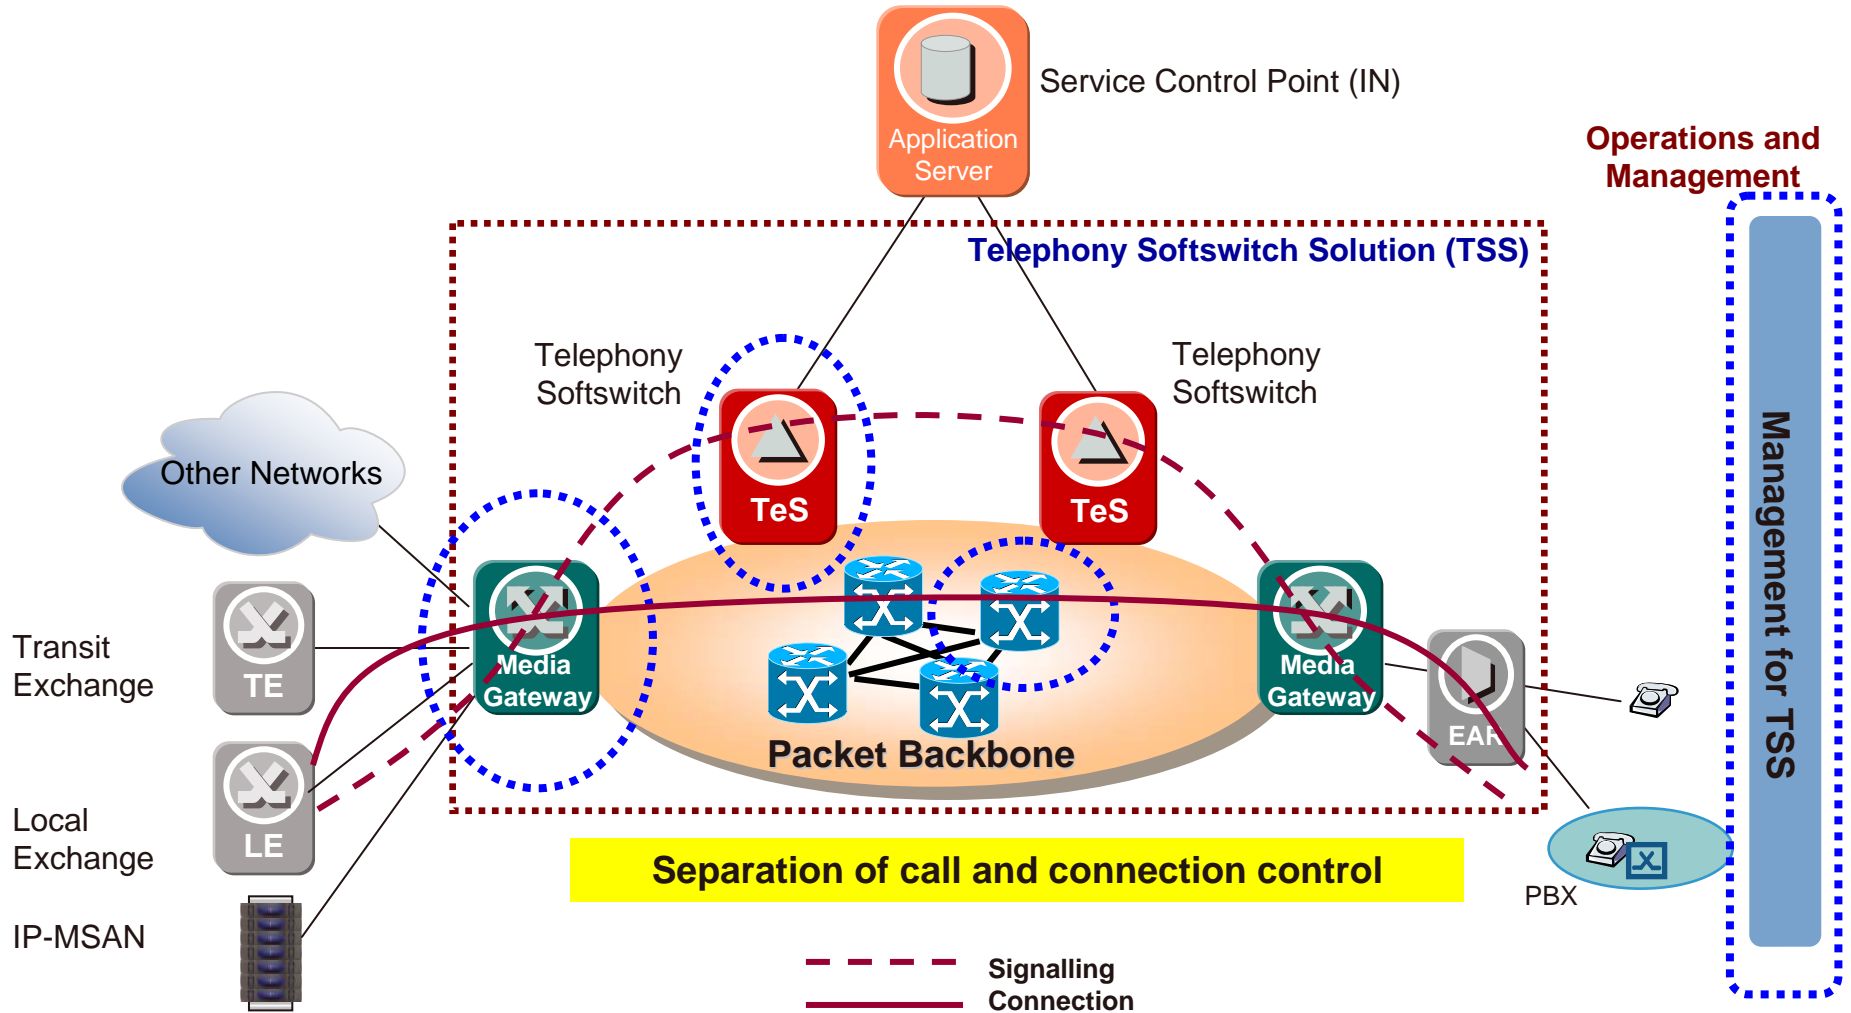 Application
Server
Service Control Point (IN)
Operations and
Management
Telephony Softswitch Solution (TSS)
Telephony
Softswitch
Telephony
Softswitch
TeS
TeS
Other Networks
Transit
Exchange
TE
Media
Gateway
Media
Gateway
EAR
Packet Backbone
Local
Exchange
LE
Separation of call and connection control
PBX
IP-MSAN
Signalling
Connection
Management for TSS